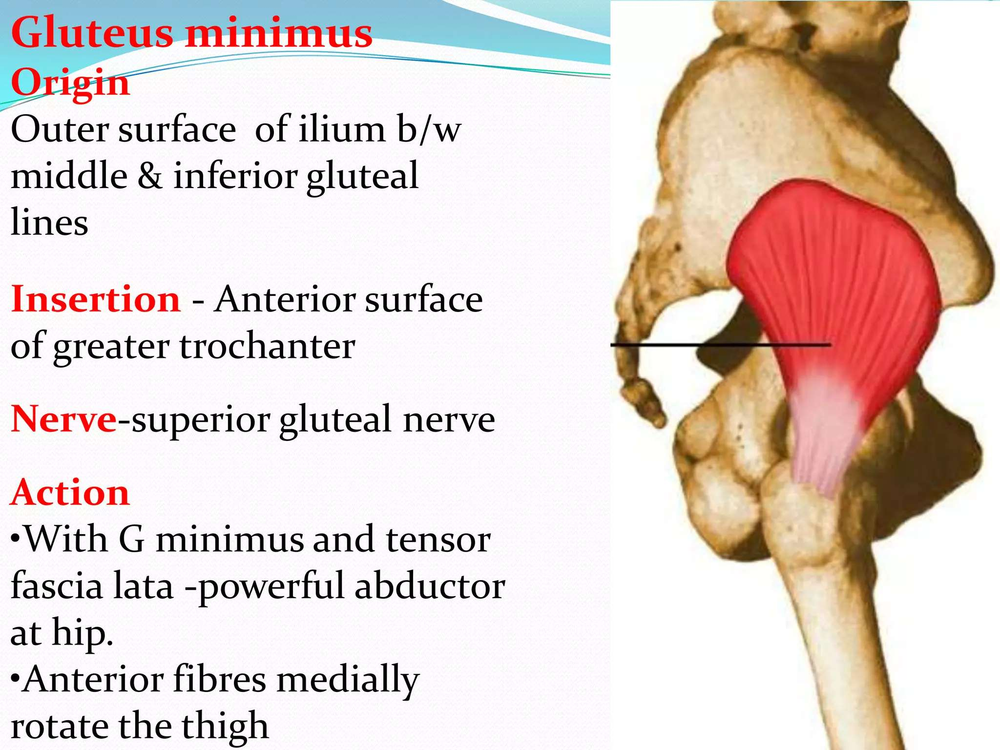 Gluteus minimus
Origin
Outer surface of ilium b/w
middle & inferior gluteal
lines
Insertion - Anterior surface
of greater trochanter
Nerve-superior gluteal nerve
Action
•With G minimus and tensor
fascia lata -powerful abductor
at hip.
•Anterior fibres medially
rotate the thigh